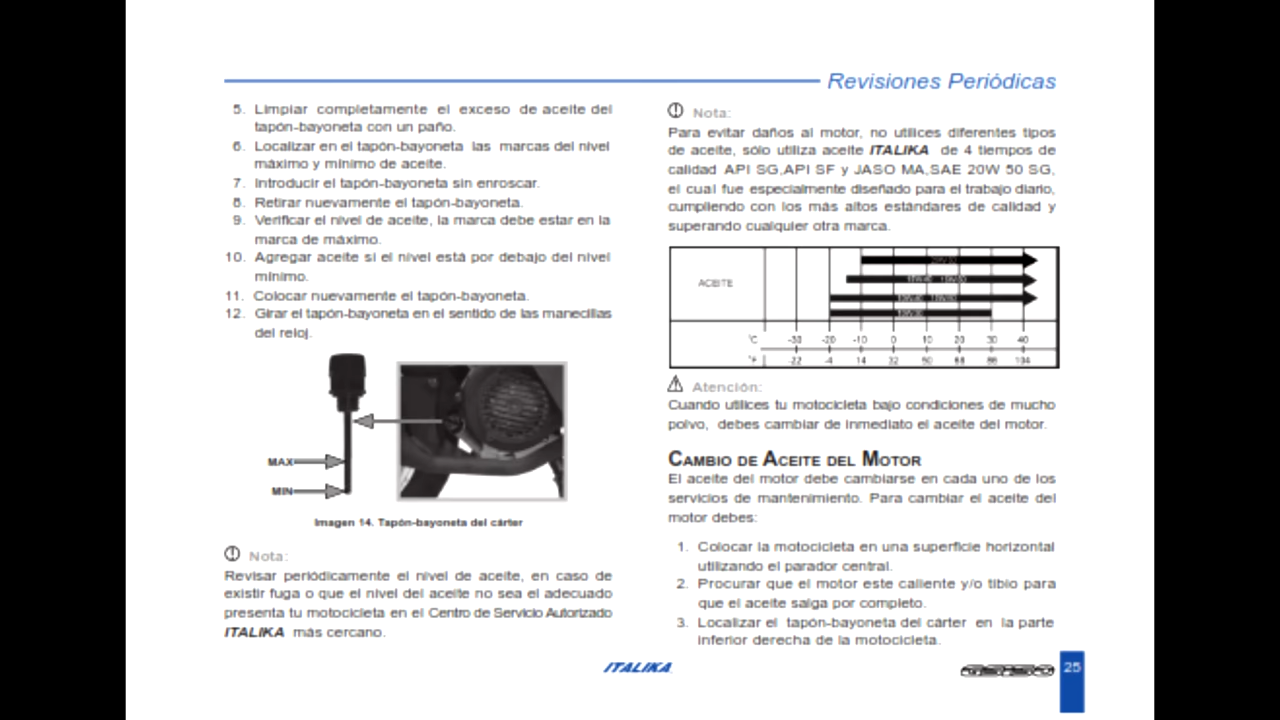 Revisiones Periódicas
5. Limpiar completamente el exceso de aceite del
tapón-bayoneta con un paño.
6. Localizar en el tapón-bayoneta las marcas del nivel
máximo y mínimo de aceite.
7. Introducir el tapón-bayoneta sin enroscar.
8. Retirar nuevamente el tapón-bayoneta.
9. Verificar el nivel de aceite, la marca debe estar en la
marca de máximo.
10. Agregar aceite si el nivel está por debajo del nivel
mínimo.
11. Colocar nuevamente el tapón-bayoneta.
12. Girar el tapón-bayoneta en el sentido de las manecillas
del reloj.
MAX
MIN
Imagen 14. Tapón-bayoneta del cárter
Nota:
Revisar periódicamente el nivel de aceite, en caso de
existir fuga o que el nivel del aceite no sea el adecuado
presenta tu motocicleta en el Centro de Servicio Autorizado
ITALIKA más cercano.
Nota:
Para evitar daños al motor, no utilices diferentes tipos
de aceite, sólo utiliza aceite ITALIKA de 4 tiempos de
calidad API SG,API SF y JASO MA,SAE 20W 50 SG,
el cual fue especialmente diseñado para el trabajo diario,
cumpliendo con los más altos estándares de calidad y
superando cualquier otra marca.
ACEITE
°C -30 -20 -10 0 10 20 30 40
°F -22 -4 14 32 50 68 86 104
Atención:
Cuando utilices tu motocicleta bajo condiciones de mucho
polvo, debes cambiar de inmediato el aceite del motor.
CAMBIO DE ACEITE DEL MOTOR
El aceite del motor debe cambiarse en cada uno de los
servicios de mantenimiento. Para cambiar el aceite del
motor debes:
1. Colocar la motocicleta en una superficie horizontal
utilizando el parador central.
2. Procurar que el motor este caliente y/o tibio para
que el aceite salga por completo.
3. Localizar el tapón-bayoneta del cárter en la parte
inferior derecha de la motocicleta.
ITALIKA
25